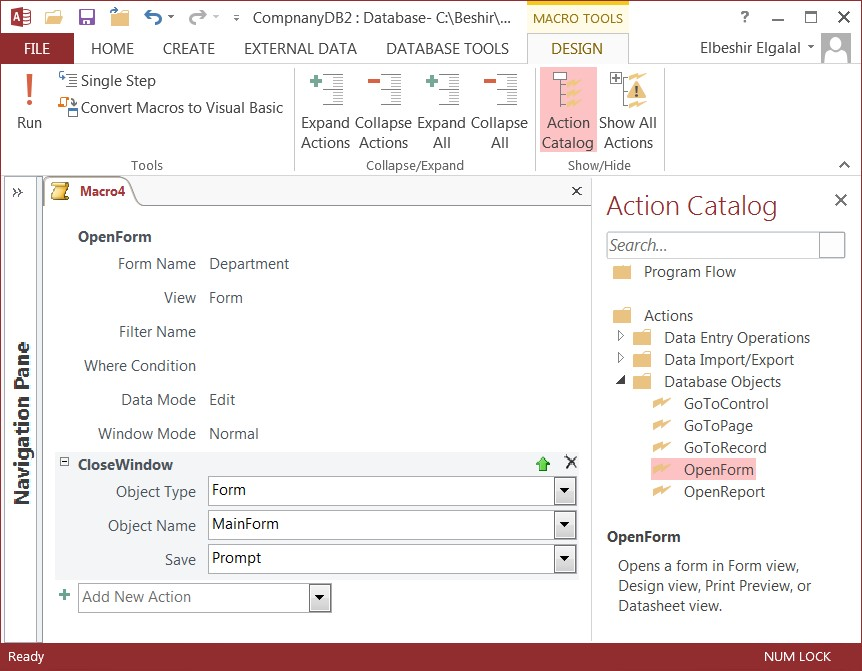 CompnanyDB2 : Database- C:\Beshir\...
MACRO TOOLS
?
FILE
HOME
CREATE
EXTERNAL DATA
DATABASE TOOLS
DESIGN
Elbeshir Elgalal
Run
Single Step
Convert Macros to Visual Basic
Tools
Expand Actions
Collapse Actions
Expand All
Collapse All
Collapse/Expand
Action Catalog
Show All Actions
Show/Hide
Navigation Pane
Macro4
OpenForm
Form Name Department
View Form
Filter Name
Where Condition
Data Mode Edit
Window Mode Normal
CloseWindow
Object Type Form
Object Name MainForm
Save Prompt
Add New Action
Action Catalog
Search...
Program Flow
Actions
Data Entry Operations
Data Import/Export
Database Objects
GoToControl
GoToPage
GoToRecord
OpenForm
OpenReport
OpenForm
Opens a form in Form view,
Design view, Print Preview, or
Datasheet view.
Ready
NUM LOCK